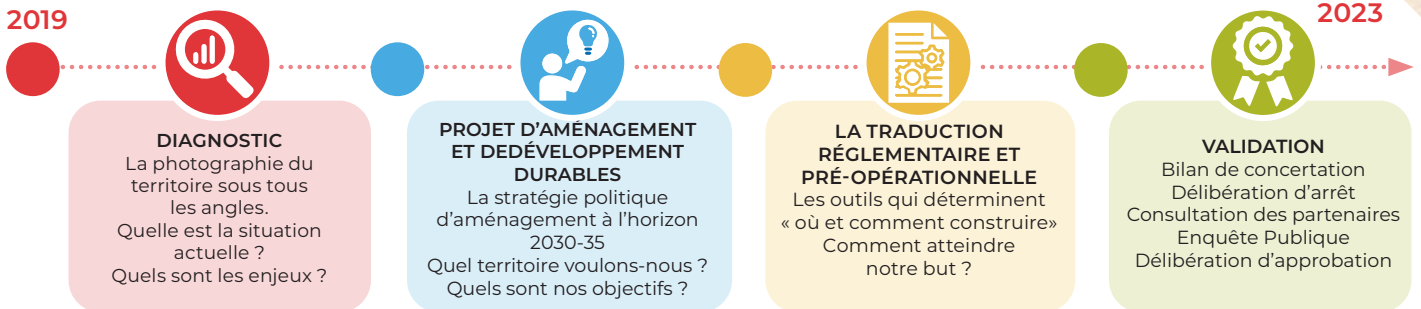 2019
2023
DIAGNOSTIC
La photographie du
territoire sous tous
les angles.
Quelle est la situation
actuelle ?
Quels sont les enjeux ?
PROJET D’AMÉNAGEMENT
ET DEDÉVELOPPEMENT
DURABLES
La stratégie politique
d’aménagement à l’horizon
2030-35
Quel territoire voulons-nous ?
Quels sont nos objectifs ?
LA TRADUCTION
RÉGLEMENTAIRE ET
PRÉ-OPÉRATIONNELLE
Les outils qui déterminent
« où et comment construire»
Comment atteindre
notre but ?
VALIDATION
Bilan de concertation
Délibération d’arrêt
Consultation des partenaires
Enquête Publique
Délibération d’approbation